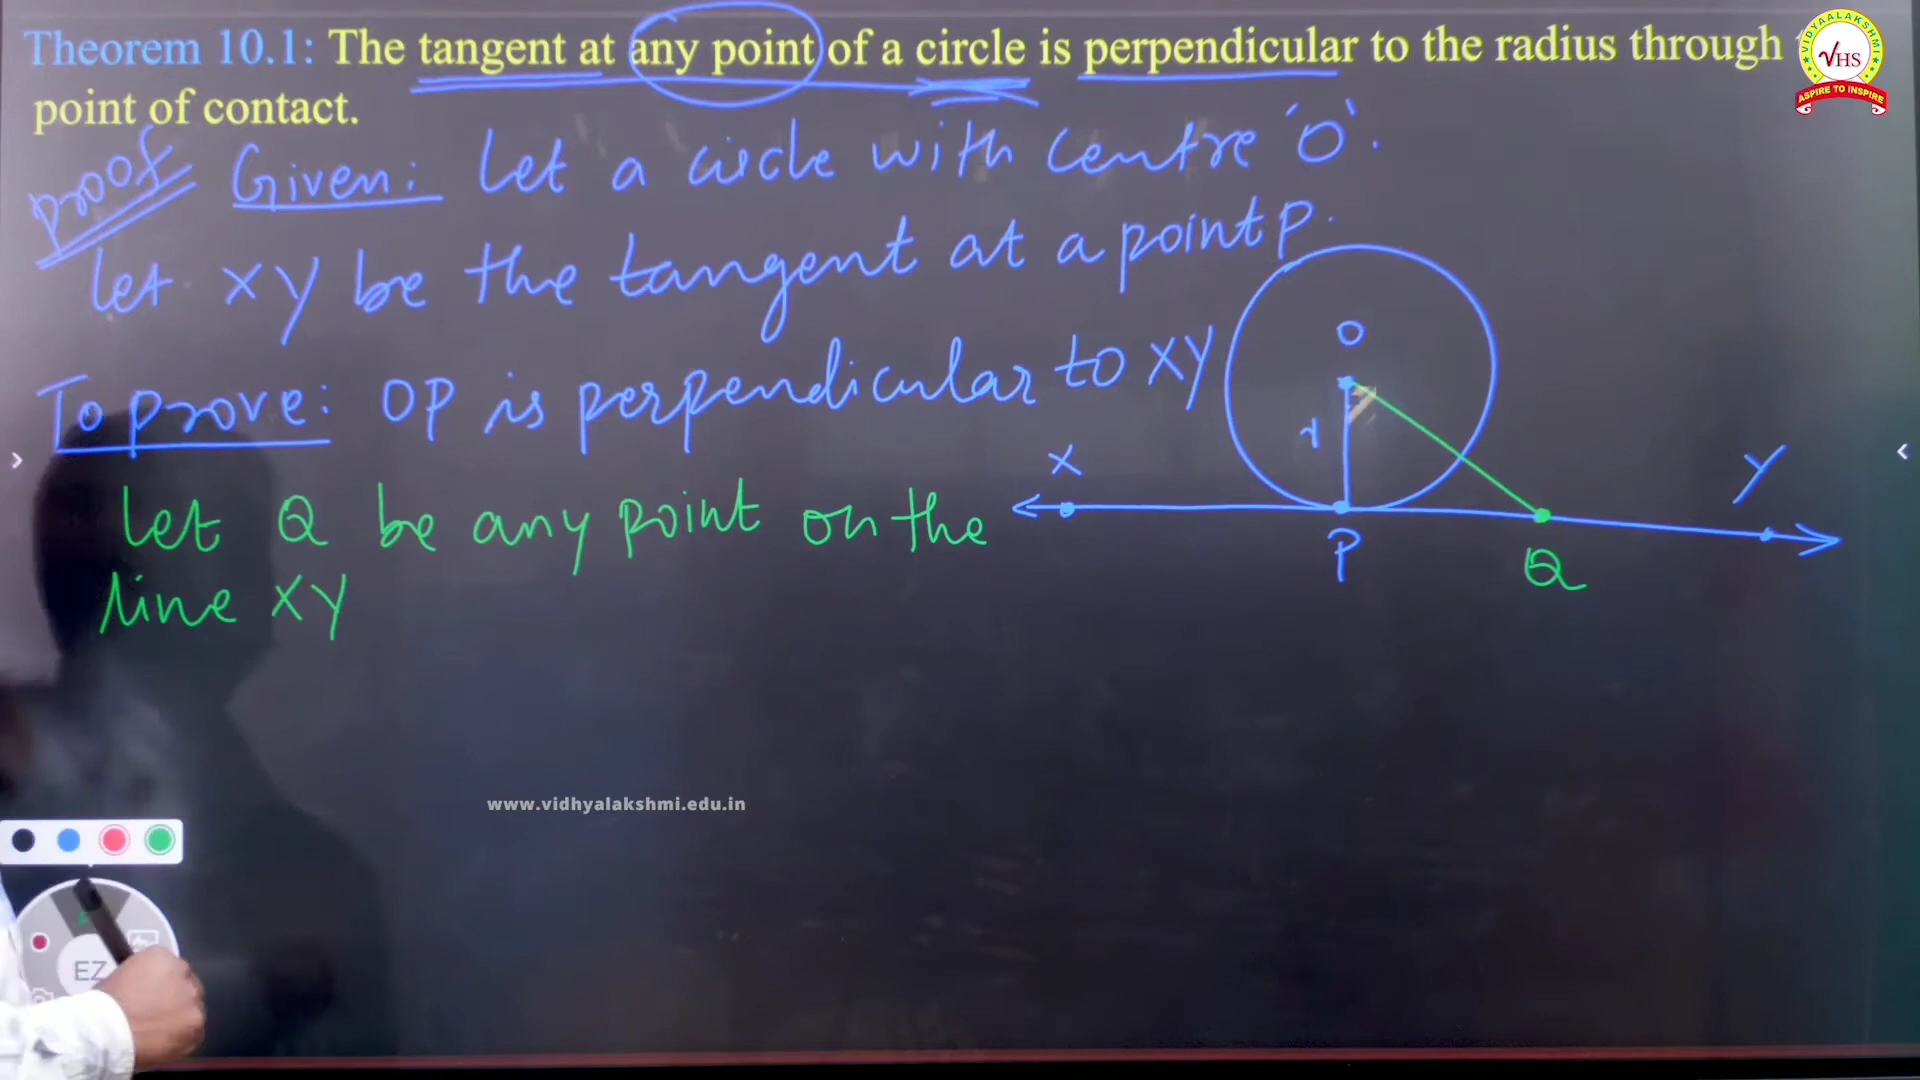 Theorem 10.1: The tangent at any point of a circle is perpendicular to the radius through
point of contact.
VIDYAALAKSHMI
VHS
ASPIRE TO INSPIRE
proof Given: Let a circle with centre 'O'.
Let XY be the tangent at a point P.
To prove: OP is perpendicular to XY
Let Q be any point on the
line XY
O
r
X
Y
P
Q
www.vidhyalakshmi.edu.in
EZ